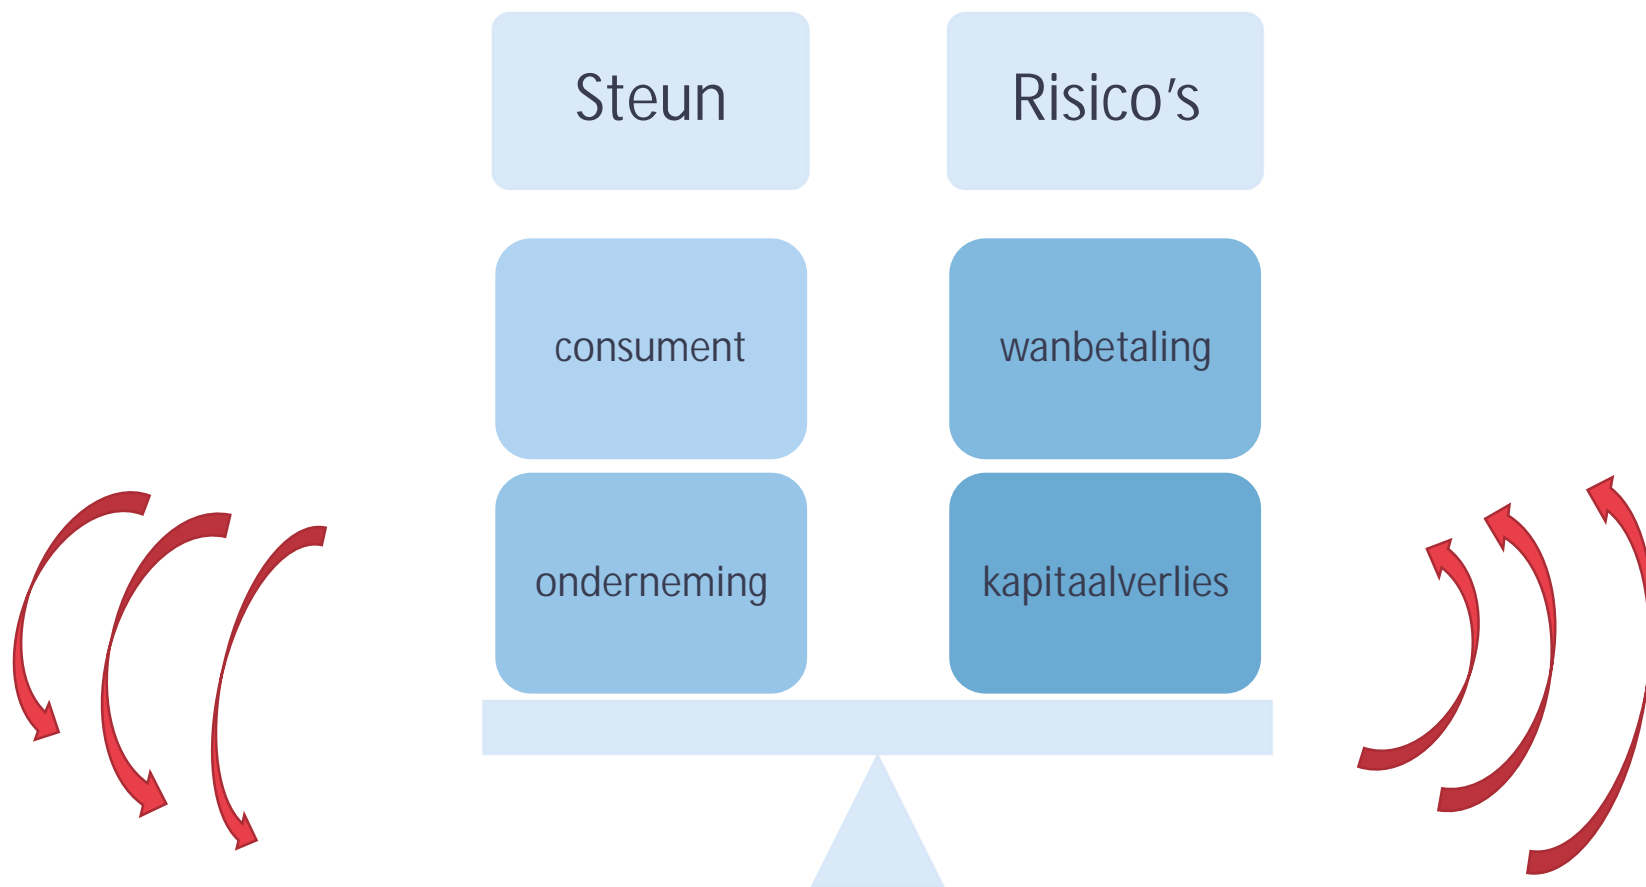 Steun
Risico’s
consument
wanbetaling
onderneming
kapitaalverlies